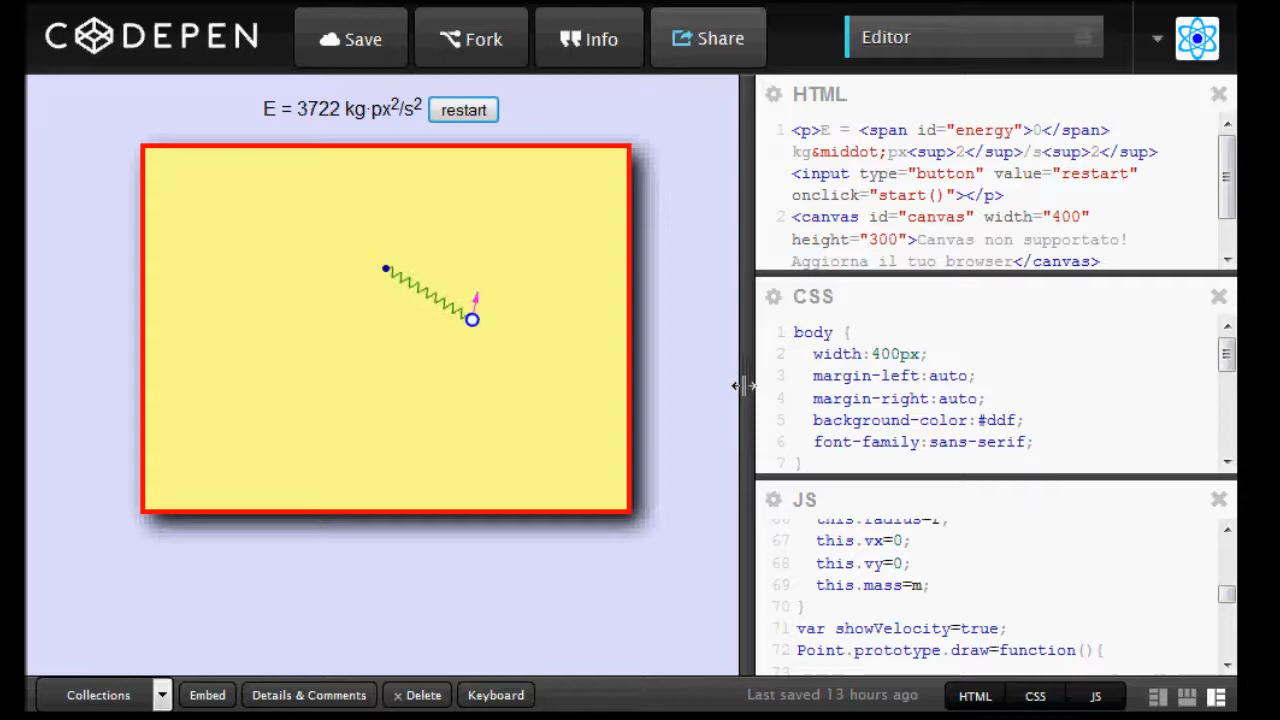 CODEPEN
Save
Fork
Info
Share
Editor
E = 3722 kg·px2/s2 restart
HTML
1 <p>E = <span id="energy">0</span>
kg&middot;px<sup>2</sup>/s<sup>2</sup>
<input type="button" value="restart"
onclick="start()"></p>
2 <canvas id="canvas" width="400"
height="300">Canvas non supportato!
Aggiorna il tuo browser</canvas>
CSS
1 body {
2 width:400px;
3 margin-left:auto;
4 margin-right:auto;
5 background-color:#ddf;
6 font-family:sans-serif;
7 }
JS
66 this.radius=r;
67 this.vx=0;
68 this.vy=0;
69 this.mass=m;
70 }
71 var showVelocity=true;
72 Point.prototype.draw=function(){
73
Collections
Embed
Details & Comments
× Delete
Keyboard
Last saved 13 hours ago
HTML
CSS
JS